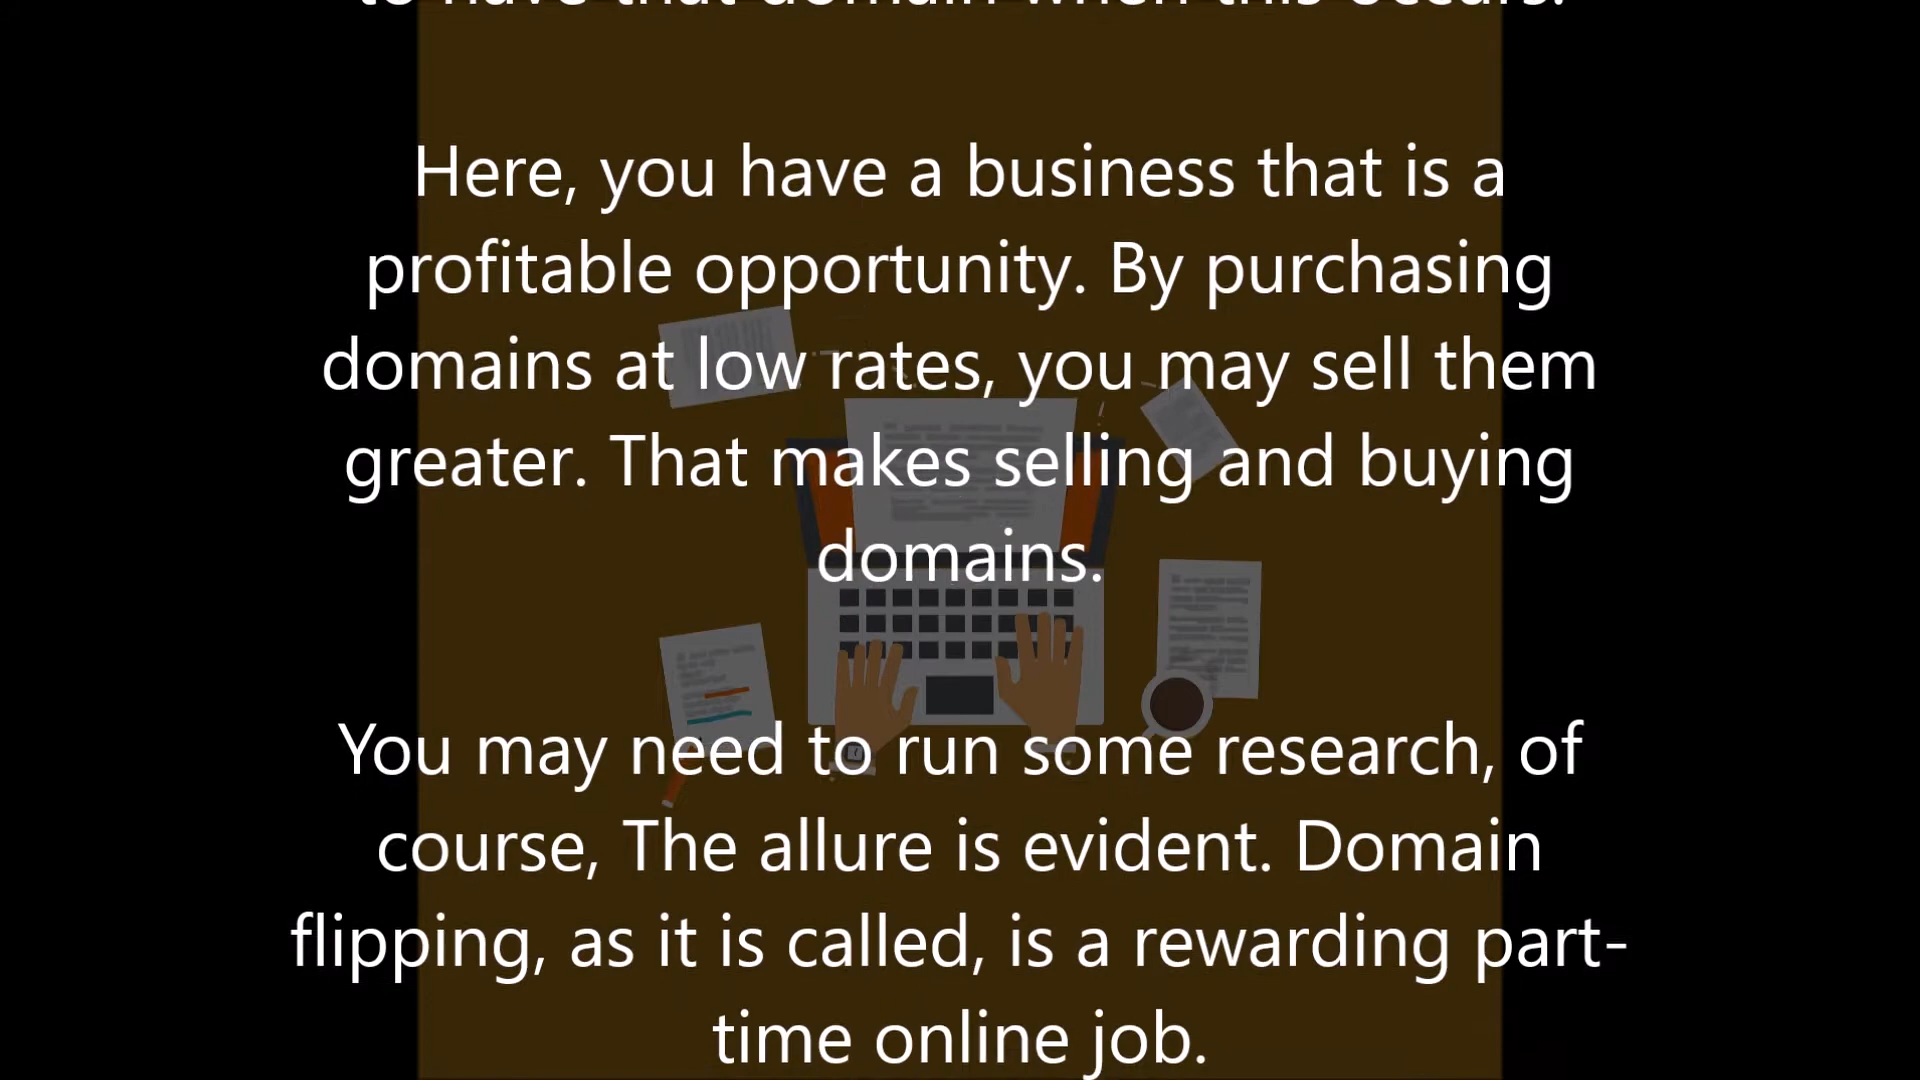 to have that domain when this occurs.
Here, you have a business that is a
profitable opportunity. By purchasing
domains at low rates, you may sell them
greater. That makes selling and buying
domains.
You may need to run some research, of
course, The allure is evident. Domain
flipping, as it is called, is a rewarding part-
time online job.